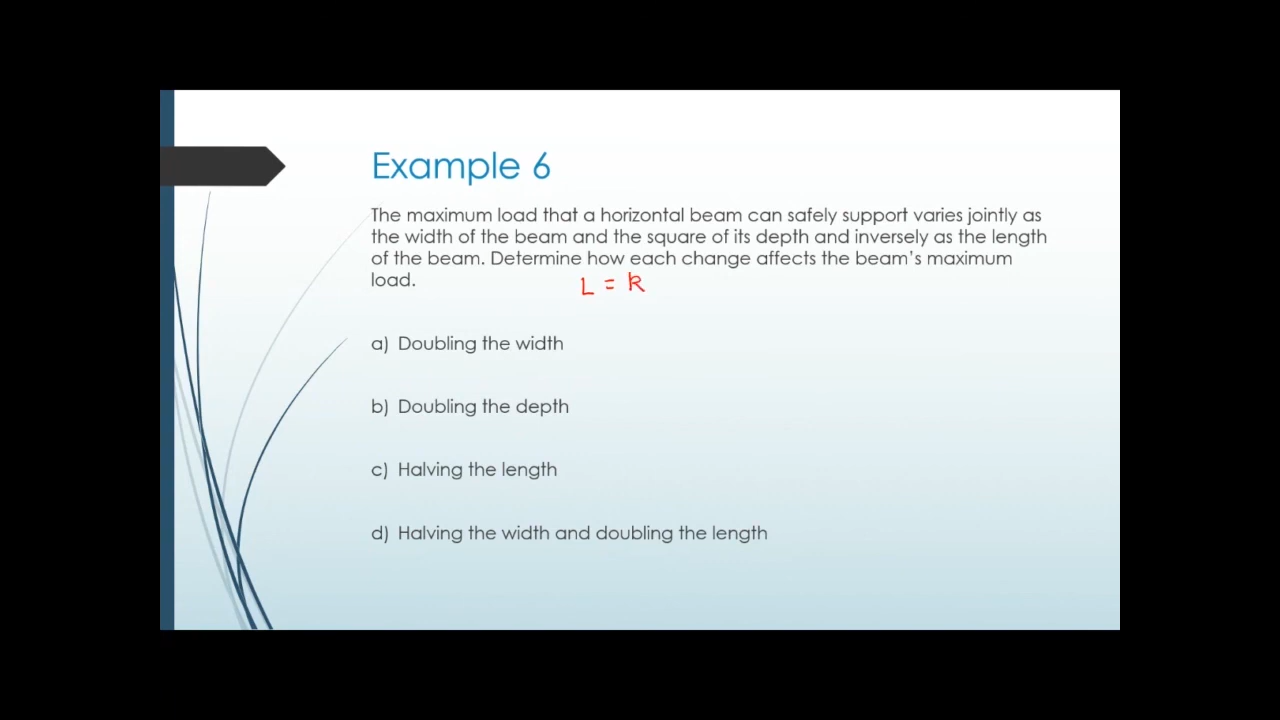 Example 6
The maximum load that a horizontal beam can safely support varies jointly as
the width of the beam and the square of its depth and inversely as the length
of the beam. Determine how each change affects the beam's maximum
load.
L = k
a) Doubling the width
b) Doubling the depth
c) Halving the length
d) Halving the width and doubling the length